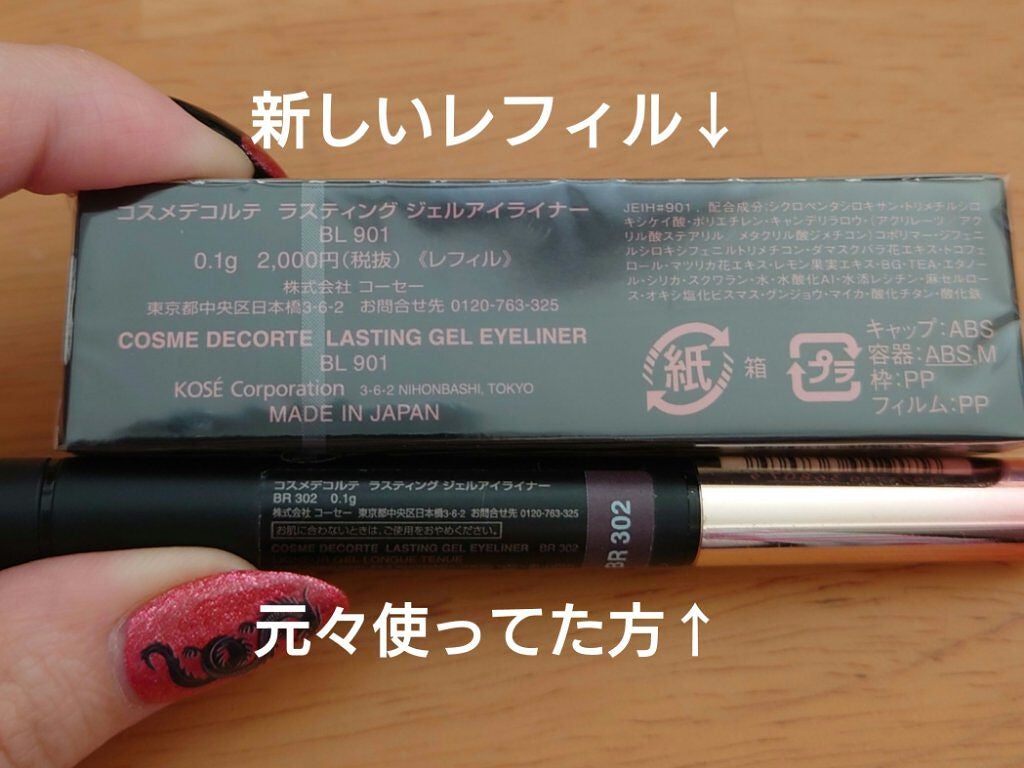 新しいレフィル↓
コスメデコルテ ラスティング ジェルアイライナー
BL 901
0.1g 2,000円(税抜)《レフィル》
株式会社 コーセー
東京都中央区日本橋3-6-2 お問合せ先 0120-763-325
COSME DECORTE LASTING GEL EYELINER
BL 901
KOSÉ Corporation 3-6-2 NIHONBASHI, TOKYO
MADE IN JAPAN
JEIH#901, 配合成分:シクロペンタシロキサン・トリメチルシロ
キシケイ酸・ポリエチレン・キャンデリラロウ・(アクリレーツ/アク
リル酸ステアリル/メタクリル酸ジメチコン)コポリマー・ジフェニ
ルシロキシフェニルトリメチコン・ダマスクバラ花エキス・トコフェ
ロール・マツリカ花エキス・レモン果実エキス・BG・TEA・エタノー
ル・シリカ・スクワラン・水・水酸化Al・水添レシチン・麻セルロー
ス・オキシ塩化ビスマス・グンジョウ・マイカ・酸化チタン・酸化鉄
紙 箱
プラ
キャップ:ABS
容器:ABS,M
枠:PP
フィルム:PP
コスメデコルテ ラスティング ジェルアイライナー
BR 302 0.1g
株式会社 コーセー 東京都中央区日本橋3-6-2 お問合せ先 0120-763-325
お肌に合わないときは、ご使用をおやめください。
COSME DECORTE LASTING GEL EYELINER BR 302
BR 302
元々使ってた方↑